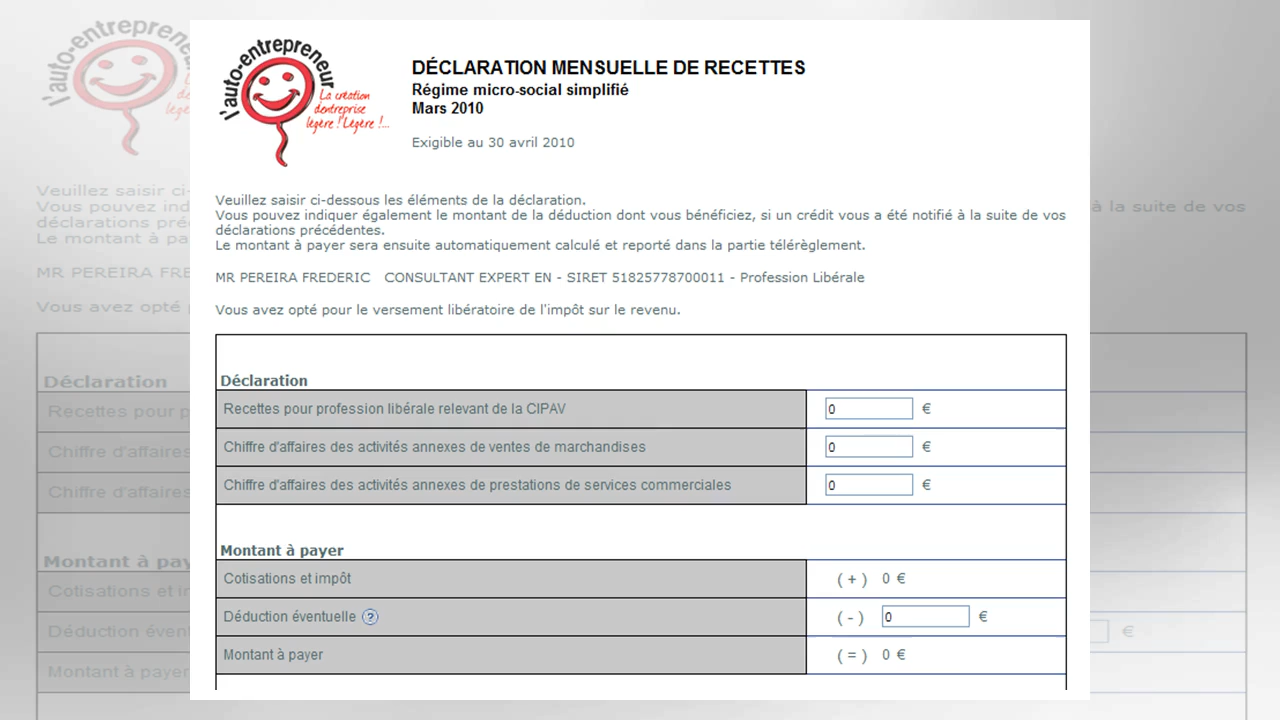 l'auto-entrepreneur
La création
d'entreprise
légère ! Légère !...
DÉCLARATION MENSUELLE DE RECETTES
Régime micro-social simplifié
Mars 2010
Exigible au 30 avril 2010
Veuillez saisir ci-dessous les éléments de la déclaration.
Vous pouvez indiquer également le montant de la déduction dont vous bénéficiez, si un crédit vous a été notifié à la suite de vos
déclarations précédentes.
Le montant à payer sera ensuite automatiquement calculé et reporté dans la partie télérèglement.
MR PEREIRA FREDERIC CONSULTANT EXPERT EN - SIRET 51825778700011 - Profession Libérale
Vous avez opté pour le versement libératoire de l'impôt sur le revenu.
Déclaration
Recettes pour profession libérale relevant de la CIPAV 0 €
Chiffre d'affaires des activités annexes de ventes de marchandises 0 €
Chiffre d'affaires des activités annexes de prestations de services commerciales 0 €
Montant à payer
Cotisations et impôt ( + ) 0 €
Déduction éventuelle ? ( - ) 0 €
Montant à payer ( = ) 0 €